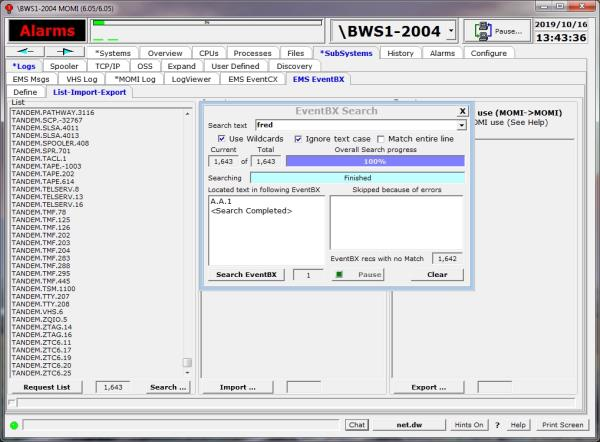 \BWS1-2004 MOMI (6.05/6.05)
Alarms
\BWS1-2004
Pause...
2019/10/16
13:43:36
*Systems Overview CPUs Processes Files *SubSystems History Alarms Configure
*Logs Spooler TCP/IP OSS Expand User Defined Discovery
EMS Msgs VHS Log *MOMI Log LogViewer EMS EventCX EMS EventBX
Define List-Import-Export
List
TANDEM.PATHWAY.3116
TANDEM.SCP.-32767
TANDEM.SLSA.4011
TANDEM.SLSA.4013
TANDEM.SPOOLER.408
TANDEM.SPR.701
TANDEM.TACL.1
TANDEM.TAPE.-1003
TANDEM.TAPE.202
TANDEM.TAPE.614
TANDEM.TELSERV.8
TANDEM.TELSERV.13
TANDEM.TELSERV.16
TANDEM.TMF.78
TANDEM.TMF.125
TANDEM.TMF.202
TANDEM.TMF.203
TANDEM.TMF.204
TANDEM.TMF.283
TANDEM.TMF.288
TANDEM.TMF.295
TANDEM.TMF.445
TANDEM.TSM.1100
TANDEM.TTY.207
TANDEM.TTY.208
TANDEM.VHS.6
TANDEM.ZQIO.5
TANDEM.ZTAG.14
TANDEM.ZTAG.16
TANDEM.ZTC6.11
TANDEM.ZTC6.17
TANDEM.ZTC6.19
TANDEM.ZTC6.20
TANDEM.ZTC6.25
Request List 1,643 Search ...
EventBX Search X
Search text fred
Use Wildcards Ignore text case Match entire line
Current Total Overall Search progress
1,643 of 1,643 100%
Searching Finished
Located text in following EventBX Skipped because of errors
A.A.1
<Search Completed>
EventBX recs with no Match 1,642
Search EventBX 1 Pause Clear
use (MOMI->MOMI)
MI use (See Help)
Import ...
Export ...
Chat net.dw Hints On ? Help Print Screen